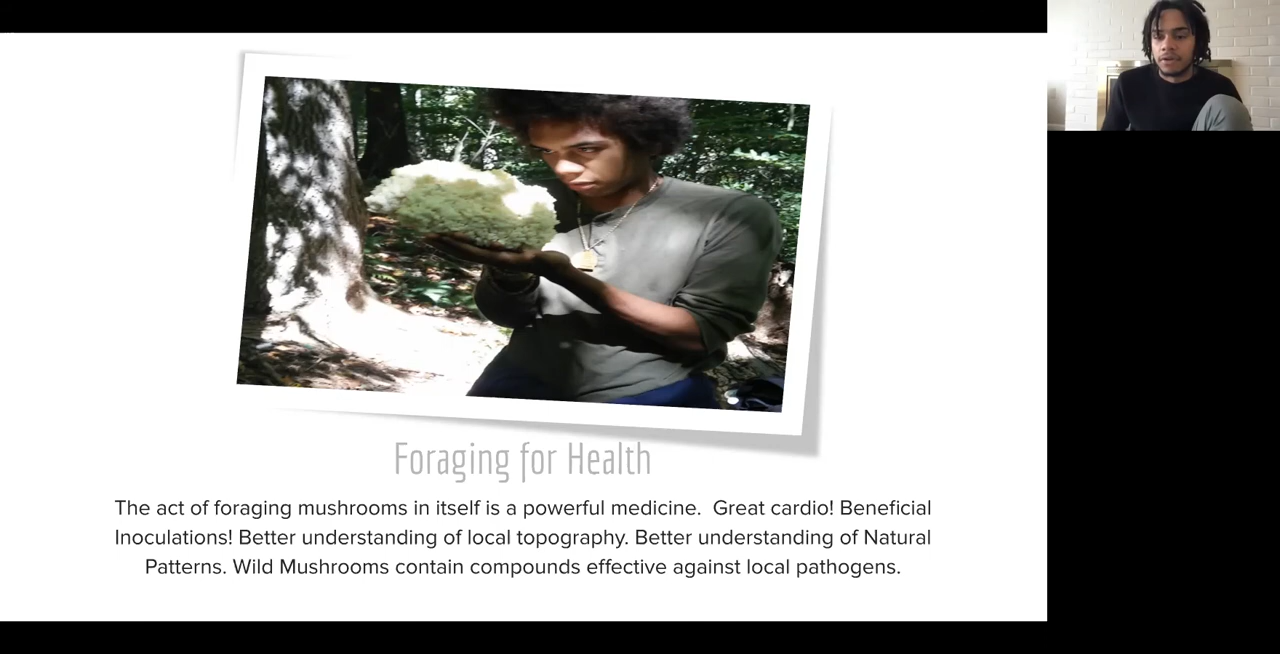 Foraging for Health
The act of foraging mushrooms in itself is a powerful medicine.  Great cardio! Beneficial
Inoculations! Better understanding of local topography. Better understanding of Natural
Patterns. Wild Mushrooms contain compounds effective against local pathogens.